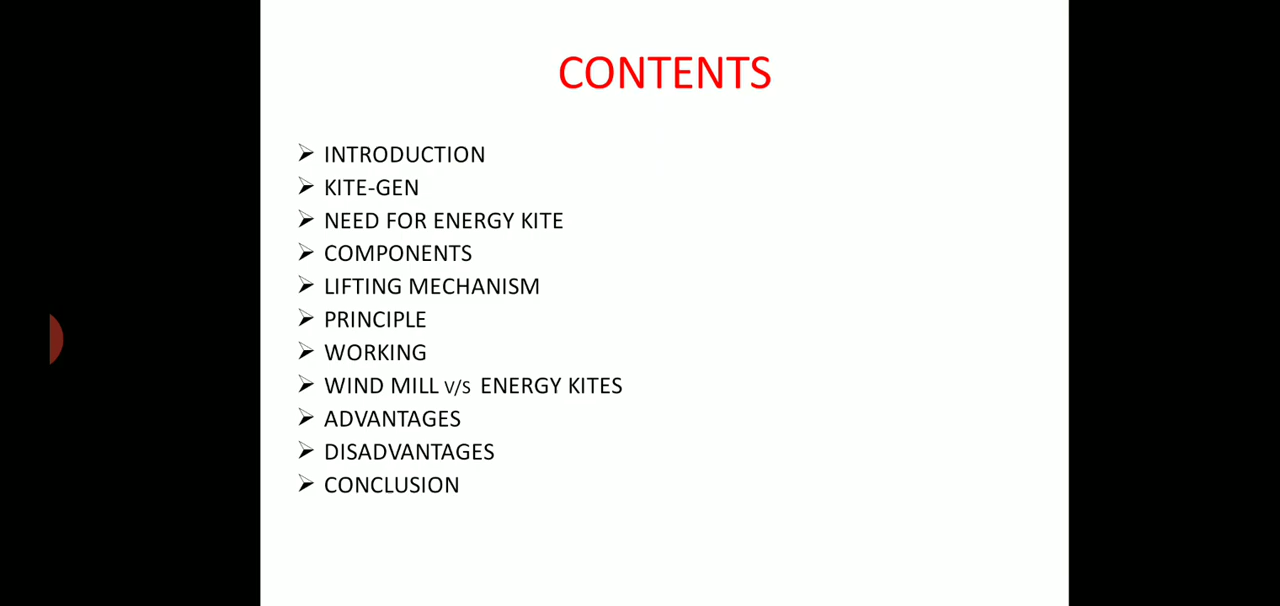 CONTENTS
➢ INTRODUCTION
➢ KITE-GEN
➢ NEED FOR ENERGY KITE
➢ COMPONENTS
➢ LIFTING MECHANISM
➢ PRINCIPLE
➢ WORKING
➢ WIND MILL V/S ENERGY KITES
➢ ADVANTAGES
➢ DISADVANTAGES
➢ CONCLUSION